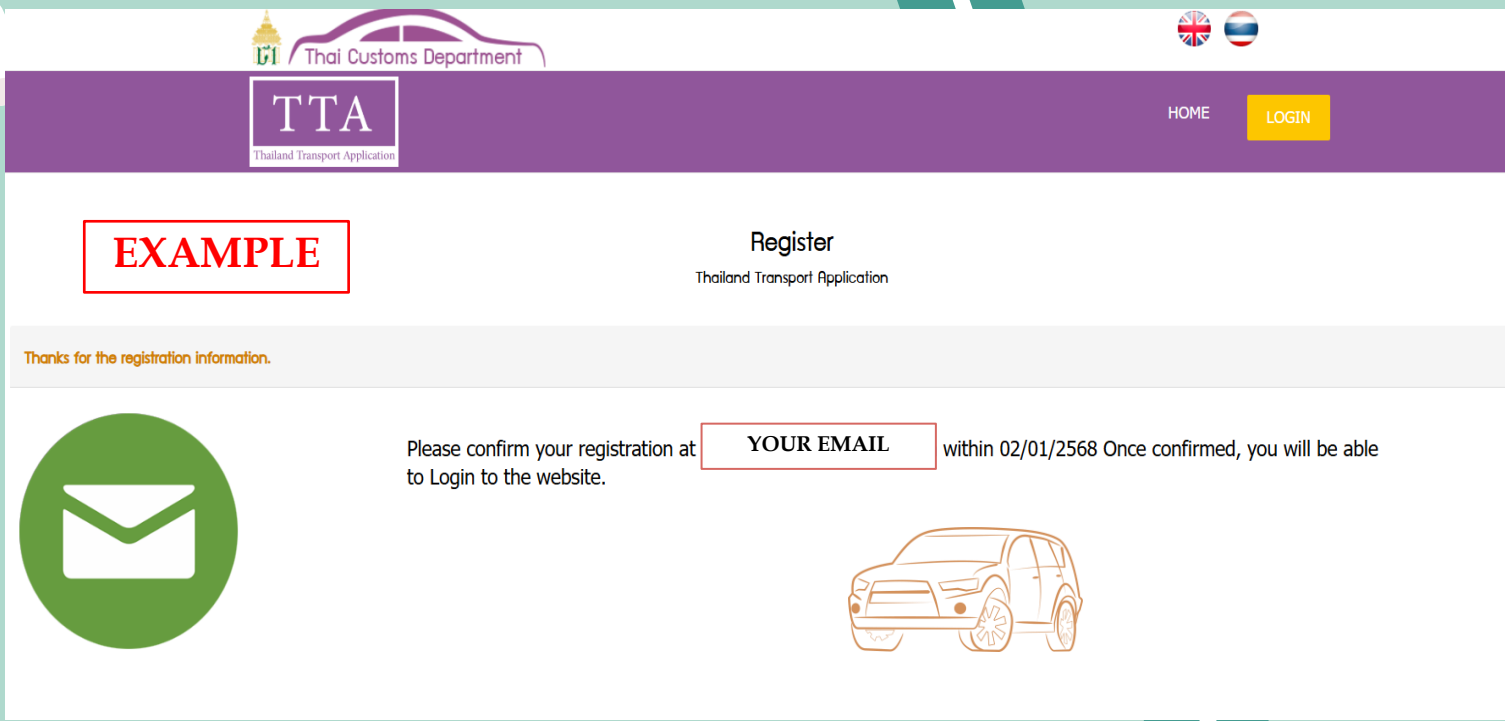 Thai Customs Department
TTA
Thailand Transport Application
HOME
LOGIN
EXAMPLE
Register
Thailand Transport Application
Thanks for the registration information.
Please confirm your registration at YOUR EMAIL within 02/01/2568 Once confirmed, you will be able
to Login to the website.